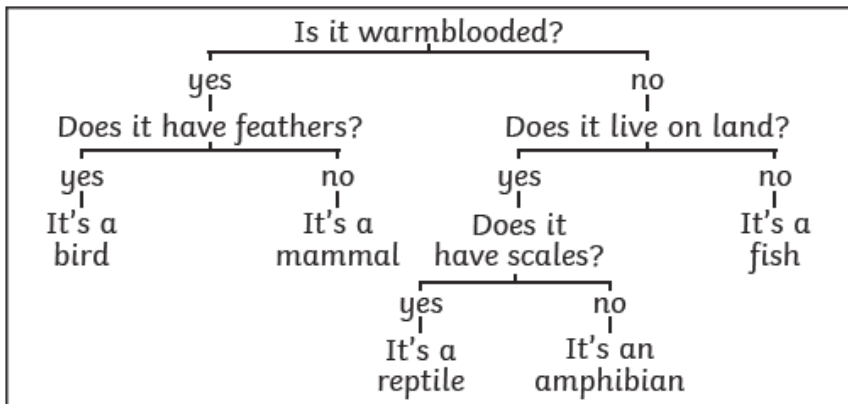 Is it warmblooded?
yes
no
Does it have feathers?
Does it live on land?
yes
no
yes
no
It's a
bird
It's a
mammal
Does it
have scales?
It's a
fish
yes
no
It's a
reptile
It's an
amphibian